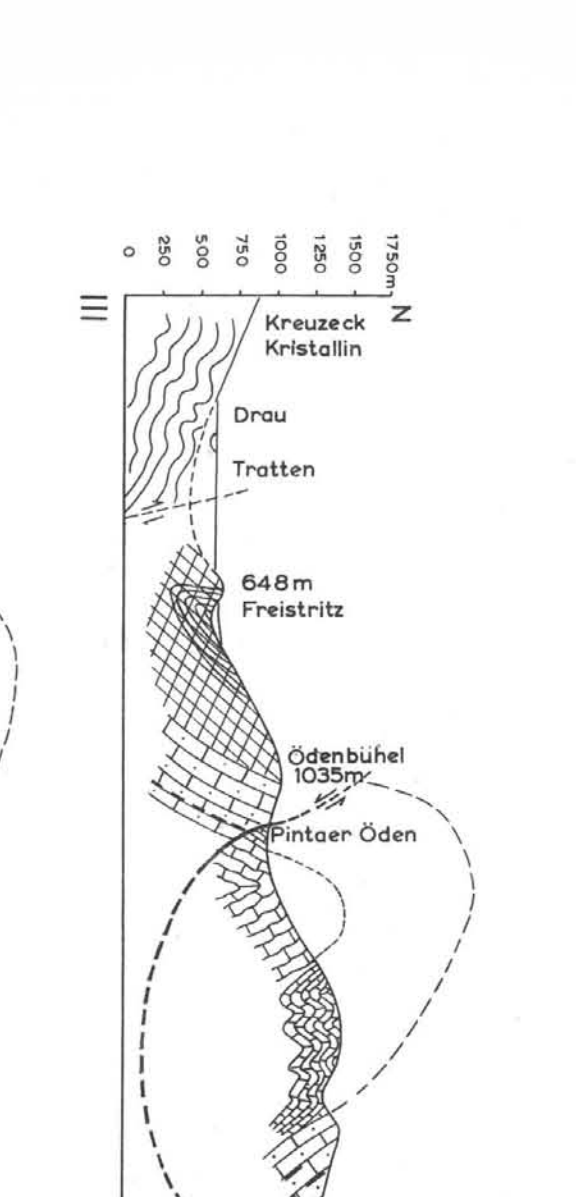 0
250
500
750
1000
1250
1500
1750m
III
N
Kreuzeck
Kristallin
Drau
Tratten
648m
Freistritz
Ödenbühel
1035m
Pintaer Öden